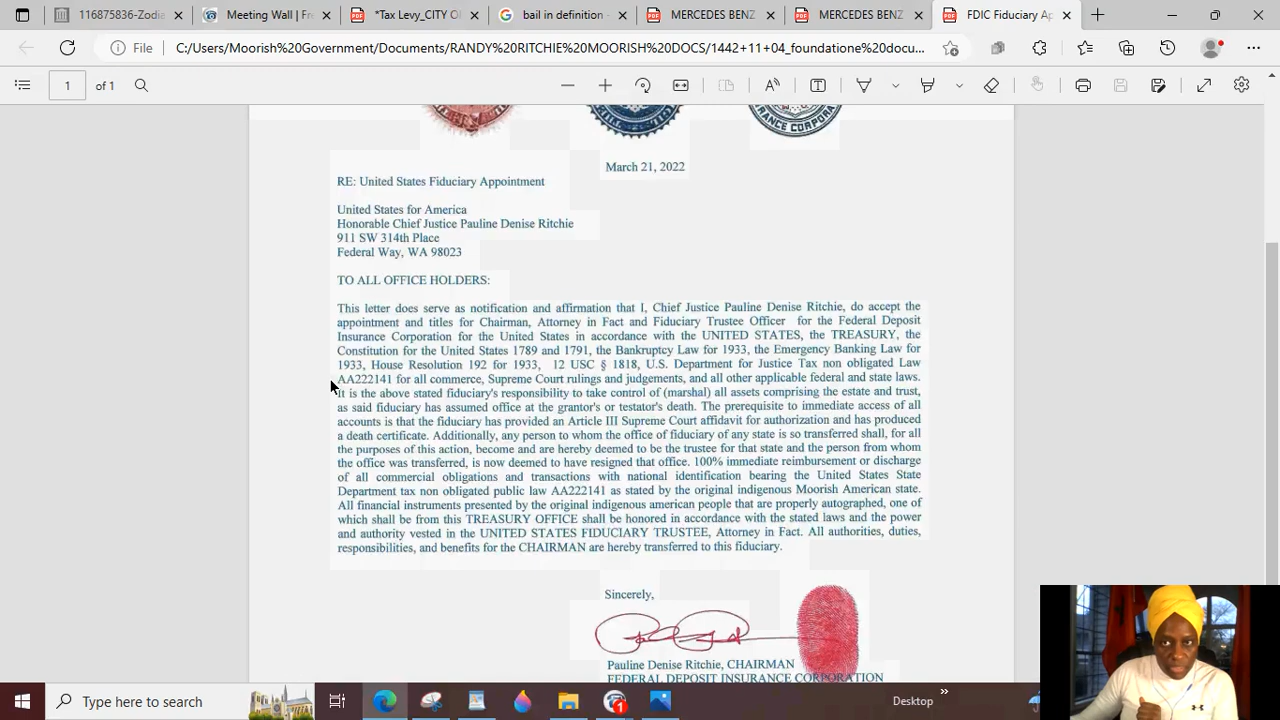 116875836-Zodia
Meeting Wall | Fre
*Tax Levy_CITY O
bail in definition -
MERCEDES BENZ
MERCEDES BENZ
FDIC Fiduciary Ap
File
C:/Users/Moorish%20Government/Documents/RANDY%20RITCHIE%20MOORISH%20DOCS/1442+11+04_foundatione%20docu...
1 of 1
RANCE CORPOR
March 21, 2022
RE: United States Fiduciary Appointment
United States for America
Honorable Chief Justice Pauline Denise Ritchie
911 SW 314th Place
Federal Way, WA 98023
TO ALL OFFICE HOLDERS:
This letter does serve as notification and affirmation that I, Chief Justice Pauline Denise Ritchie, do accept the
appointment and titles for Chairman, Attorney in Fact and Fiduciary Trustee Officer for the Federal Deposit
Insurance Corporation for the United States in accordance with the UNITED STATES, the TREASURY, the
Constitution for the United States 1789 and 1791, the Bankruptcy Law for 1933, the Emergency Banking Law for
1933, House Resolution 192 for 1933, 12 USC § 1818, U.S. Department for Justice Tax non obligated Law
AA222141 for all commerce, Supreme Court rulings and judgements, and all other applicable federal and state laws.
It is the above stated fiduciary's responsibility to take control of (marshal) all assets comprising the estate and trust,
as said fiduciary has assumed office at the grantor's or testator's death. The prerequisite to immediate access of all
accounts is that the fiduciary has provided an Article III Supreme Court affidavit for authorization and has produced
a death certificate. Additionally, any person to whom the office of fiduciary of any state is so transferred shall, for all
the purposes of this action, become and are hereby deemed to be the trustee for that state and the person from whom
the office was transferred, is now deemed to have resigned that office. 100% immediate reimbursement or discharge
of all commercial obligations and transactions with national identification bearing the United States State
Department tax non obligated public law AA222141 as stated by the original indigenous Moorish American state.
All financial instruments presented by the original indigenous american people that are properly autographed, one of
which shall be from this TREASURY OFFICE shall be honored in accordance with the stated laws and the power
and authority vested in the UNITED STATES FIDUCIARY TRUSTEE, Attorney in Fact. All authorities, duties,
responsibilities, and benefits for the CHAIRMAN are hereby transferred to this fiduciary.
Sincerely,
Pauline Denise Ritchie, CHAIRMAN
FEDERAL DEPOSIT INSURANCE CORPORATION
Type here to search
1
Desktop